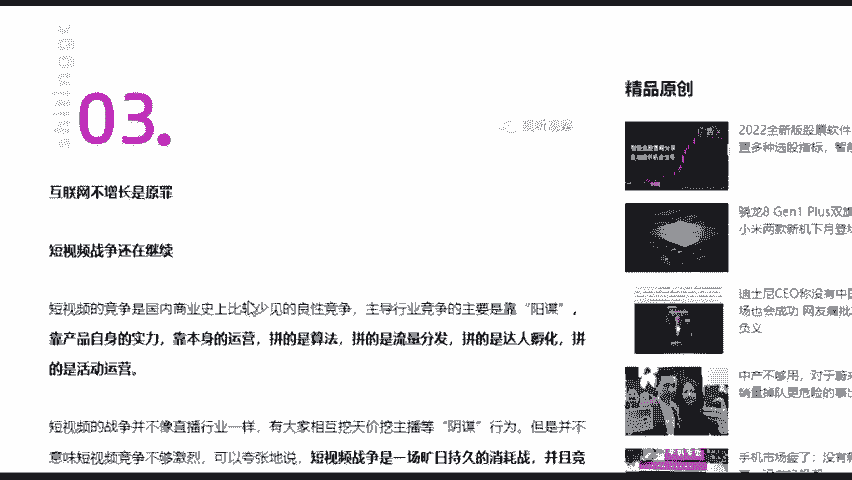 03.
互联网不增长是原罪
短视频战争还在继续
短视频的竞争是国内商业史上比较少见的良性竞争，主导行业竞争的主要是靠“阳谋”，
靠产品自身的实力，靠本身的运营，拼的是算法，拼的是流量分发，拼的是达人孵化，拼
的是活动运营。
短视频的战争并不像直播行业一样，有大家相互挖天价挖主播等“阴谋”行为。但是并不
意味短视频竞争不够激烈，可以夸张地说，短视频战争是一场旷日持久的消耗战，并且竞
精品原创
2022全新版股票软件
置多种选股指标，智能
骁龙8 Gen1 Plus双旗
小米两款新机下月登场
迪士尼CEO称没有中国
场也会成功 网友痛批
负义
中产不够用，对于蔚来
销量掉队更危险的事
手机市场变了：没有